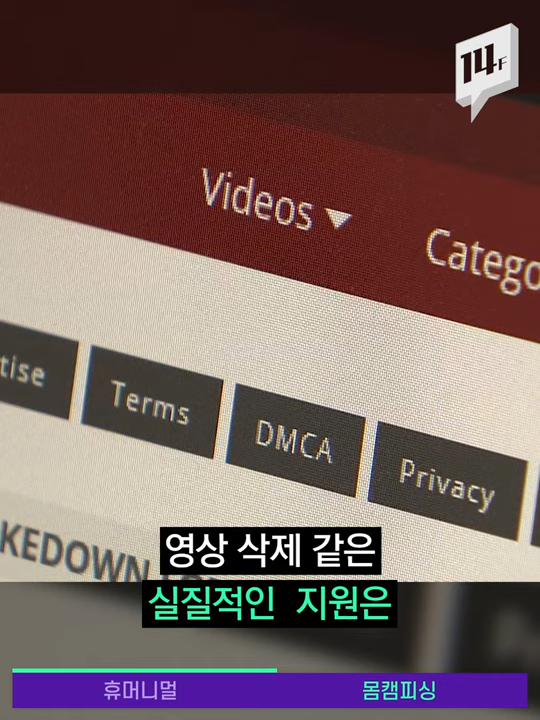 14F
Videos ▼
Catego
tise
Terms
DMCA
Privacy
KEDOWN
영상 삭제 같은
실질적인 지원은
휴머니멀
몸캠피싱